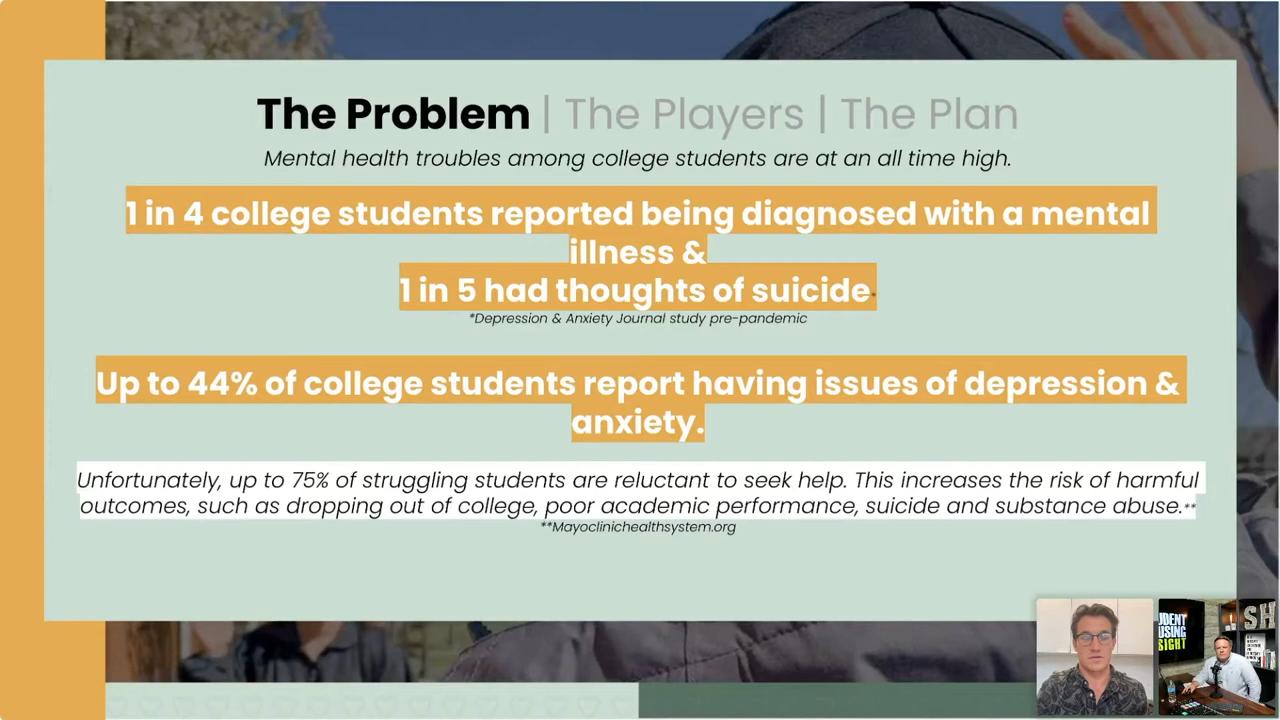 The Problem | The Players | The Plan
Mental health troubles among college students are at an all time high.
1 in 4 college students reported being diagnosed with a mental
illness &
1 in 5 had thoughts of suicide*
*Depression & Anxiety Journal study pre-pandemic
Up to 44% of college students report having issues of depression &
anxiety.
Unfortunately, up to 75% of struggling students are reluctant to seek help. This increases the risk of harmful
outcomes, such as dropping out of college, poor academic performance, suicide and substance abuse.**
**Mayoclinichealthsystem.org
UDENT
USING
SIGHT
SH